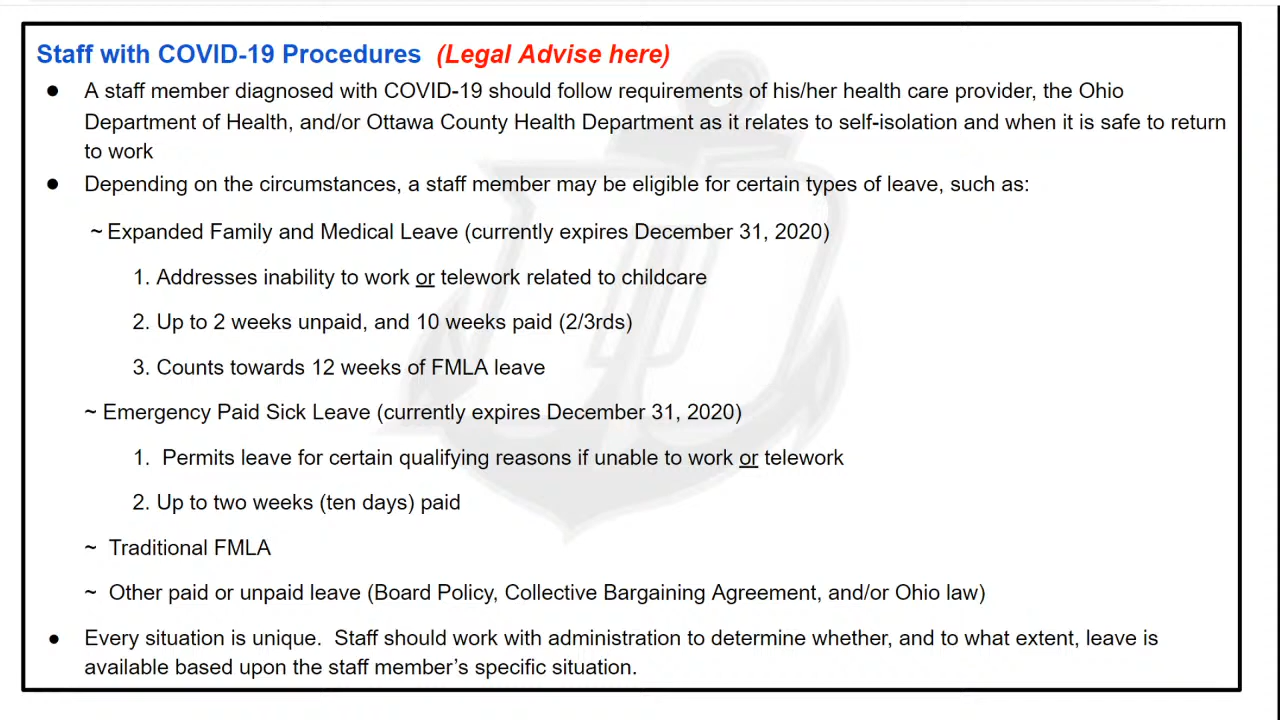 Staff with COVID-19 Procedures (Legal Advise here)
● A staff member diagnosed with COVID-19 should follow requirements of his/her health care provider, the Ohio
Department of Health, and/or Ottawa County Health Department as it relates to self-isolation and when it is safe to return
to work
● Depending on the circumstances, a staff member may be eligible for certain types of leave, such as:
~ Expanded Family and Medical Leave (currently expires December 31, 2020)
1. Addresses inability to work or telework related to childcare
2. Up to 2 weeks unpaid, and 10 weeks paid (2/3rds)
3. Counts towards 12 weeks of FMLA leave
~ Emergency Paid Sick Leave (currently expires December 31, 2020)
1. Permits leave for certain qualifying reasons if unable to work or telework
2. Up to two weeks (ten days) paid
~ Traditional FMLA
~ Other paid or unpaid leave (Board Policy, Collective Bargaining Agreement, and/or Ohio law)
● Every situation is unique. Staff should work with administration to determine whether, and to what extent, leave is
available based upon the staff member's specific situation.